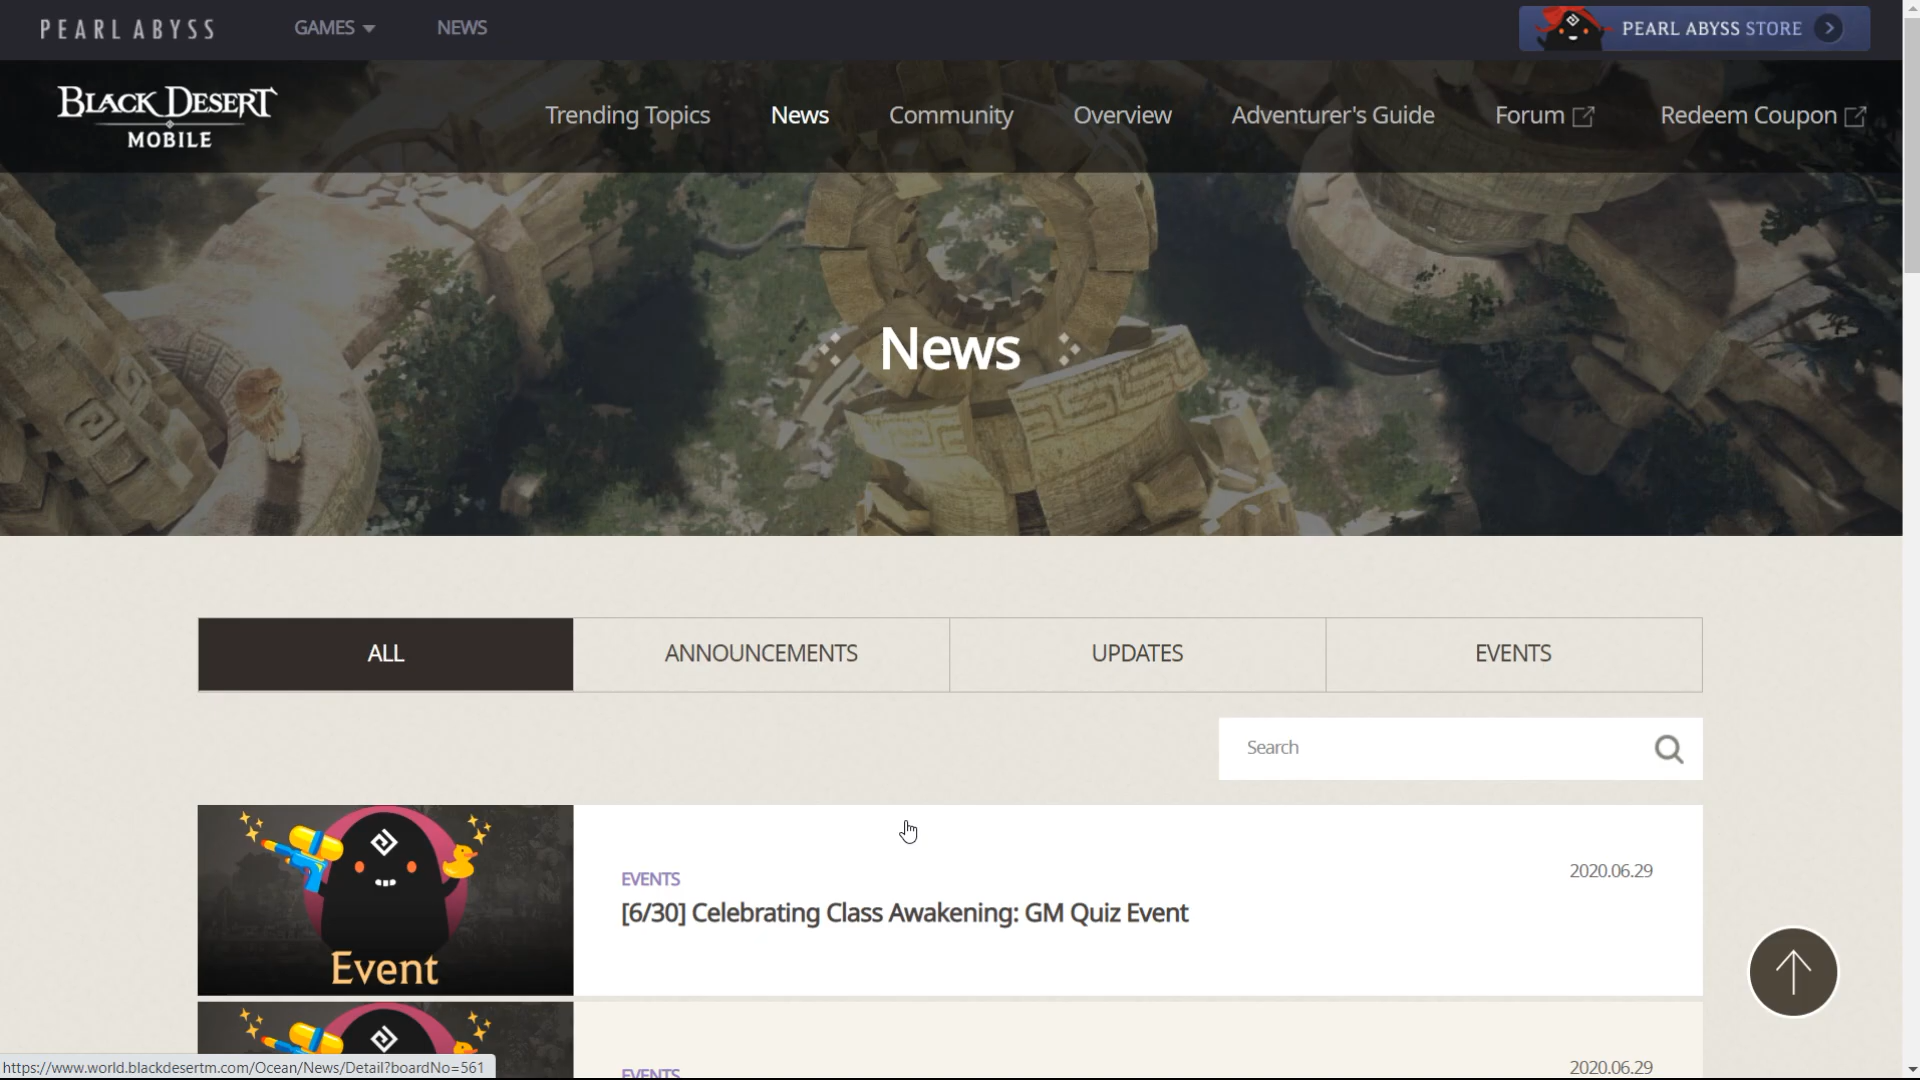 PEARL ABYSS GAMES NEWS PEARL ABYSS STORE
BLACK DESERT
MOBILE
Trending Topics News Community Overview Adventurer's Guide Forum Redeem Coupon
News
ALL ANNOUNCEMENTS UPDATES EVENTS
Search
EVENTS 2020.06.29
[6/30] Celebrating Class Awakening: GM Quiz Event
Event
EVENTS 2020.06.29
https://www.world.blackdesertm.com/Ocean/News/Detail?boardNo=561